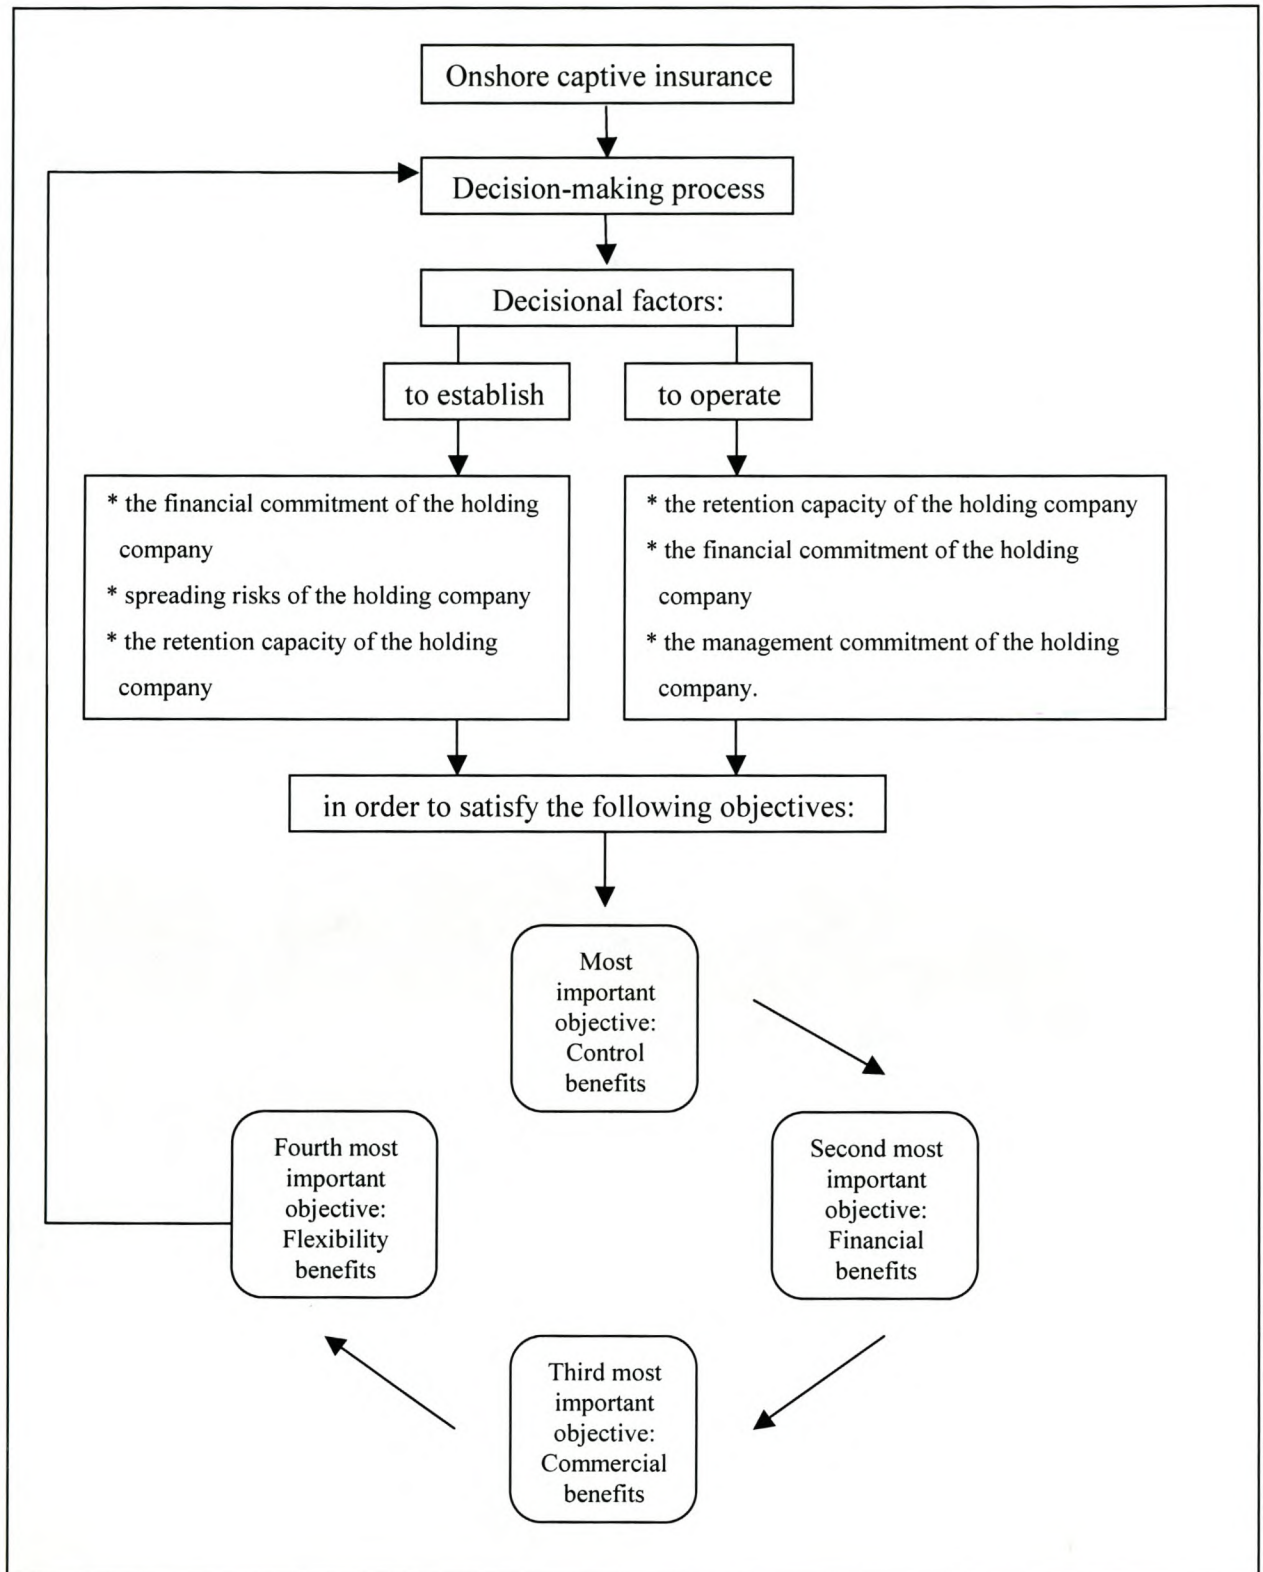 Onshore captive insurance
Decision-making process
Decisional factors:
to establish
to operate
* the financial commitment of the holding
company
* spreading risks of the holding company
* the retention capacity of the holding
company
* the retention capacity of the holding company
* the financial commitment of the holding
company
* the management commitment of the holding
company.
in order to satisfy the following objectives:
Most
important
objective:
Control
benefits
Second most
important
objective:
Financial
benefits
Third most
important
objective:
Commercial
benefits
Fourth most
important
objective:
Flexibility
benefits